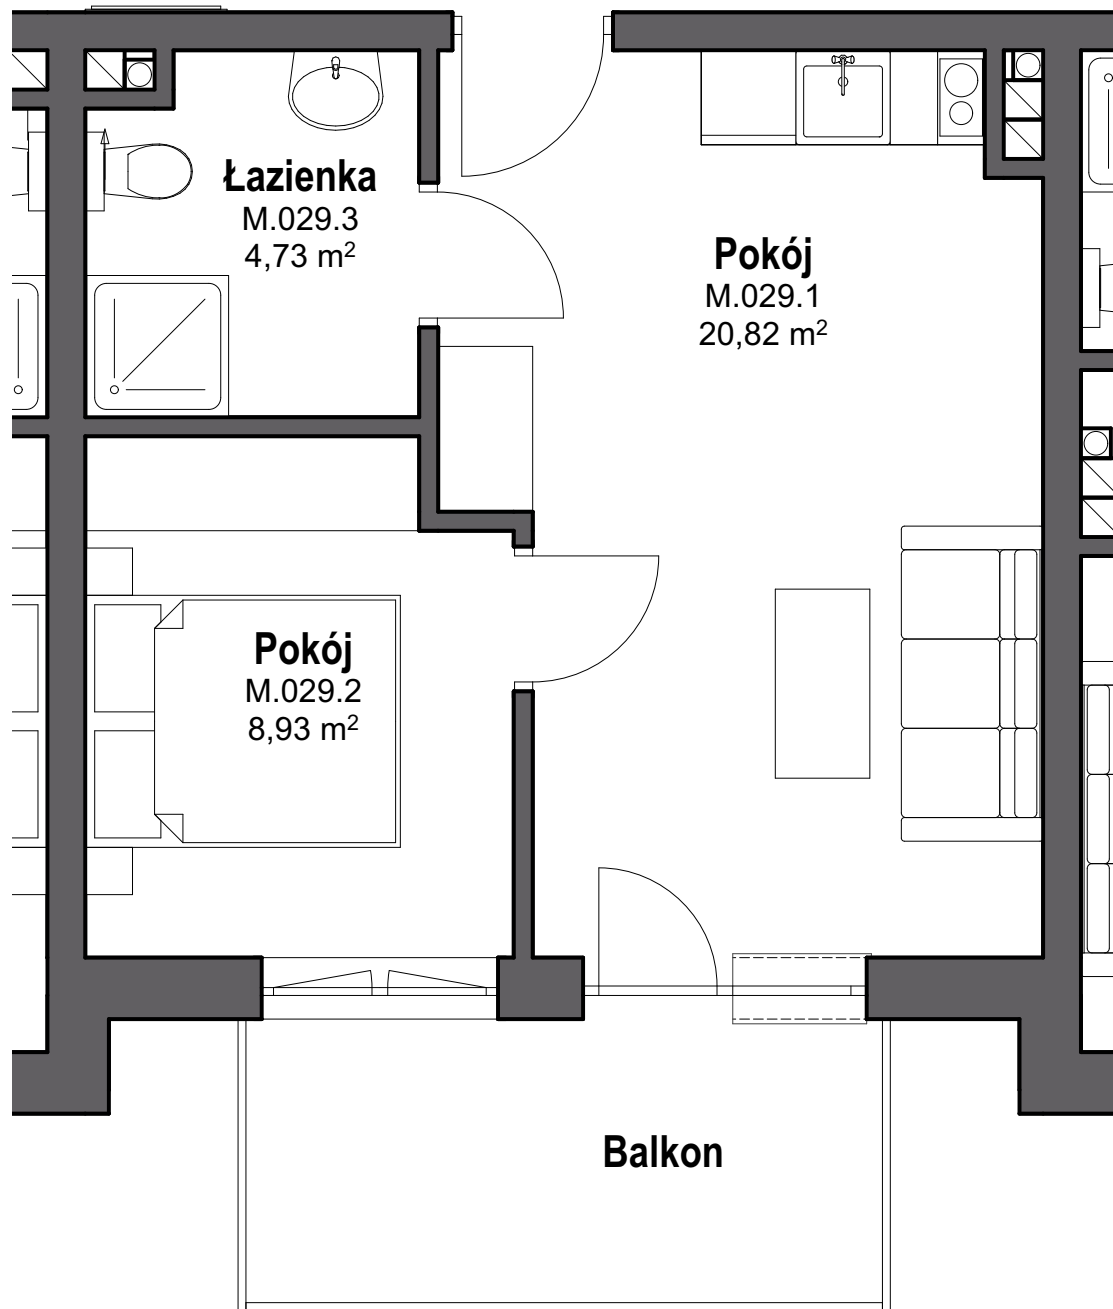 Łazienka
M.029.3
4,73 m²
Pokój
M.029.1
20,82 m²
Pokój
M.029.2
8,93 m²
Balkon